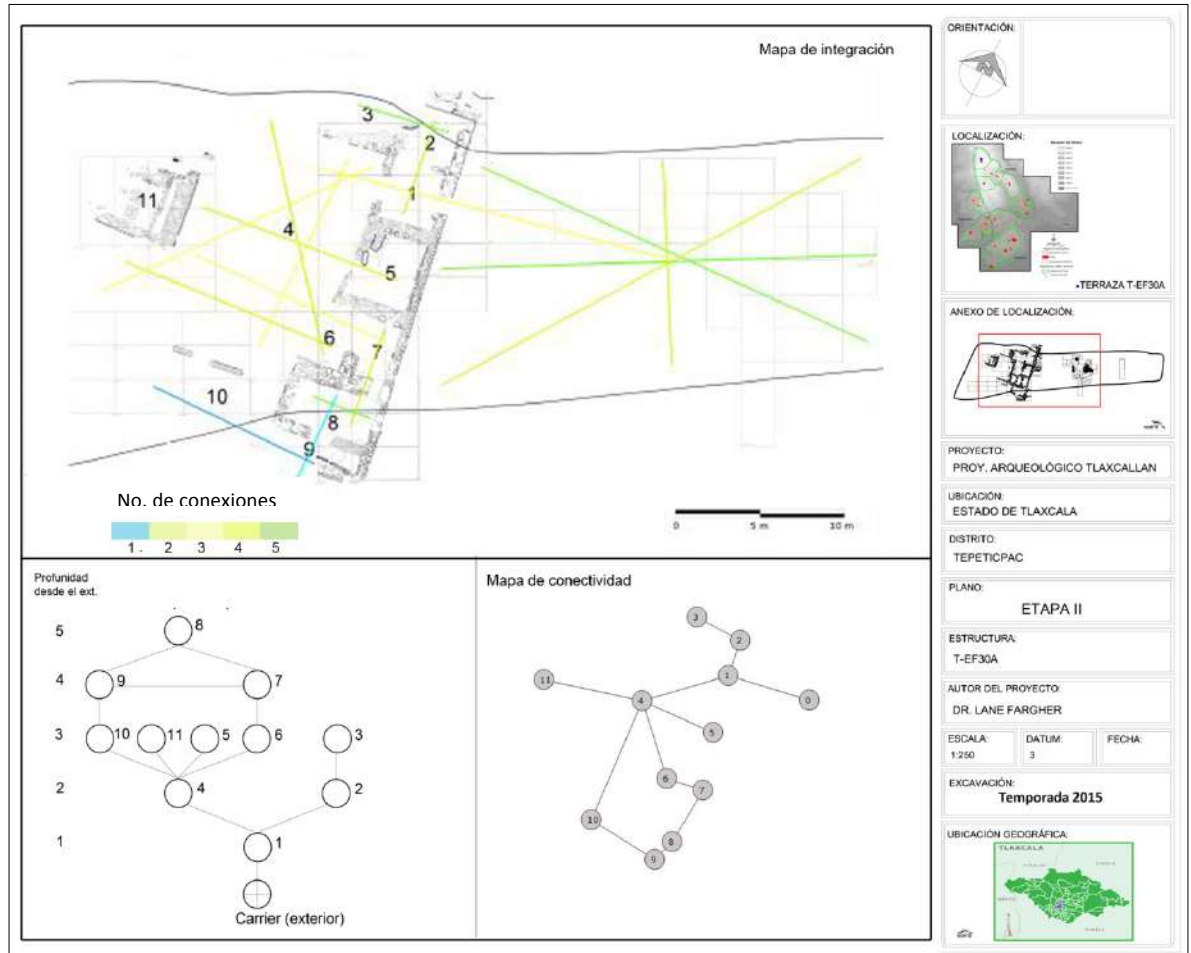 Mapa de integración
3
2
1
11
4
5
6
7
10
8
9
No. de conexiones
1. 2 3 4 5
0 5 m 10 m
Profunidad
desde el ext.
5
8
4
9
7
3
10
11
5
6
3
2
4
2
1
1
Carrier (exterior)
Mapa de conectividad
3
2
1
11
4
0
5
6
7
10
8
9
ORIENTACIÓN:
LOCALIZACIÓN:
TERRAZA T-EF30A
ANEXO DE LOCALIZACIÓN:
PROYECTO:
PROY. ARQUEOLÓGICO TLAXCALLAN
UBICACIÓN:
ESTADO DE TLAXCALA
DISTRITO:
TEPETICPAC
PLANO:
ETAPA II
ESTRUCTURA:
T-EF30A
AUTOR DEL PROYECTO:
DR. LANE FARGHER
ESCALA: DATUM: FECHA:
1:250 3
EXCAVACIÓN:
Temporada 2015
UBICACIÓN GEOGRÁFICA:
TLAXCALA